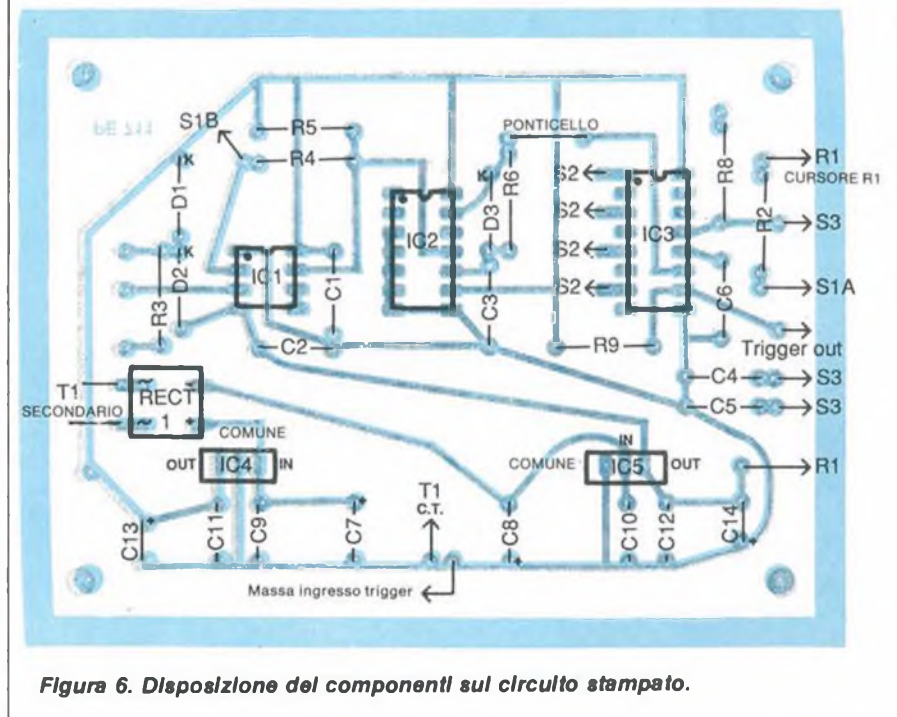 PE 711
S1B
R5
R4
PONTICELLO
K
D1
K
D2
R3
IC1
C1
C2
IC2
K
D3
R6
C3
S2
S2
S2
S2
IC3
R8
R1
CURSORE R1
R2
S3
S1A
C6
R9
Trigger out
C4
S3
C5
S3
T1
SECONDARIO
~
-
RECT
1
~
+
COMUNE
OUT
IC4
IN
COMUNE
IN
IC5
OUT
R1
C13
+
C11
C9
C7
+
T1
C.T.
C8
+
C10
C12
C14
+
Massa ingresso trigger
Figura 6. Disposizione dei componenti sul circuito stampato.